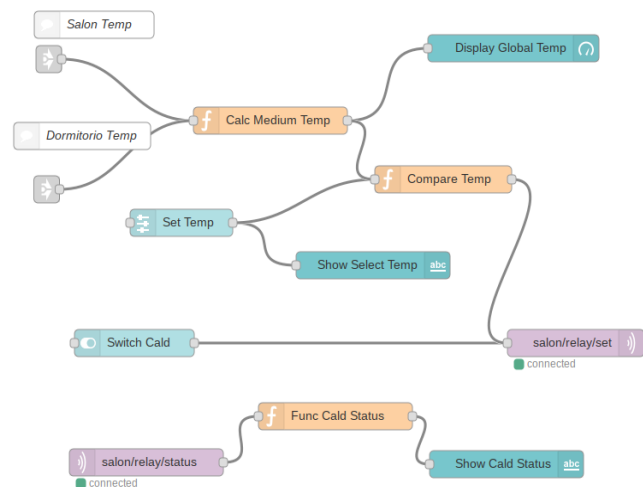 Salon Temp
Display Global Temp
Calc Medium Temp
Dormitorio Temp
Compare Temp
Set Temp
Show Select Temp
abc
Switch Cald
salon/relay/set
connected
Func Cald Status
salon/relay/status
connected
Show Cald Status
abc